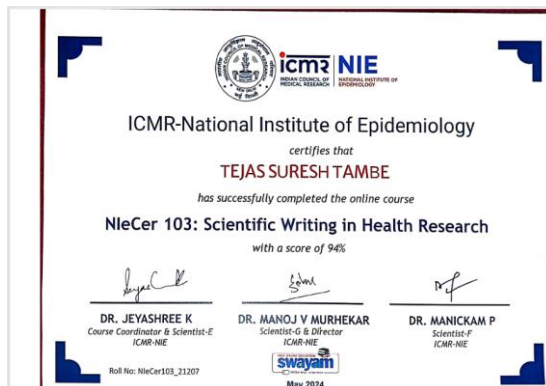 icmr NIE
INDIAN COUNCIL OF MEDICAL RESEARCH NATIONAL INSTITUTE OF EPIDEMIOLOGY
ICMR-National Institute of Epidemiology
certifies that
TEJAS SURESH TAMBE
has successfully completed the online course
NIeCer 103: Scientific Writing in Health Research
with a score of 94%
DR. JEYASHREE K
Course Coordinator & Scientist-E
ICMR-NIE
DR. MANOJ V MURHEKAR
Scientist-G & Director
ICMR-NIE
DR. MANICKAM P
Scientist-F
ICMR-NIE
Roll No: NIeCer103_21207
swayam
May 2024